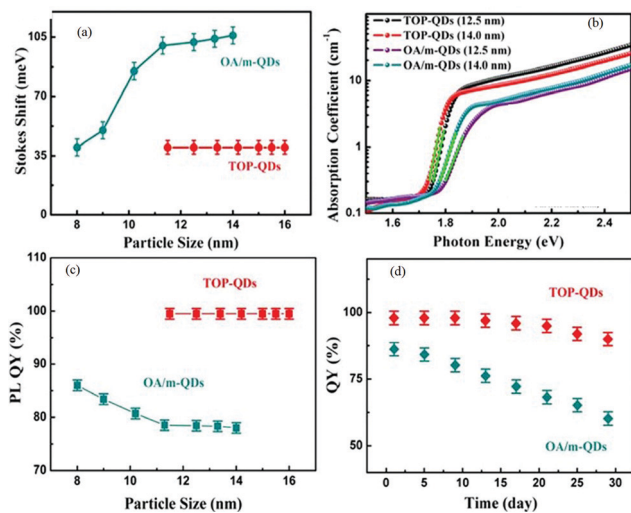 (a)
OA/m-QDs
TOP-QDs
Stokes Shift (meV)
105
70
35
0
8 10 12 14 16
Particle Size (nm)
(b)
TOP-QDs (12.5 nm)
TOP-QDs (14.0 nm)
OA/m-QDs (12.5 nm)
OA/m-QDs (14.0 nm)
Absorption Coefficient (cm⁻¹)
10
1
0.1
1.6 1.8 2.0 2.2 2.4
Photon Energy (eV)
(c)
TOP-QDs
OA/m-QDs
PL QY (%)
110
100
90
80
70
8 10 12 14 16
Particle Size (nm)
(d)
TOP-QDs
OA/m-QDs
QY (%)
100
75
50
0 5 10 15 20 25 30
Time (day)